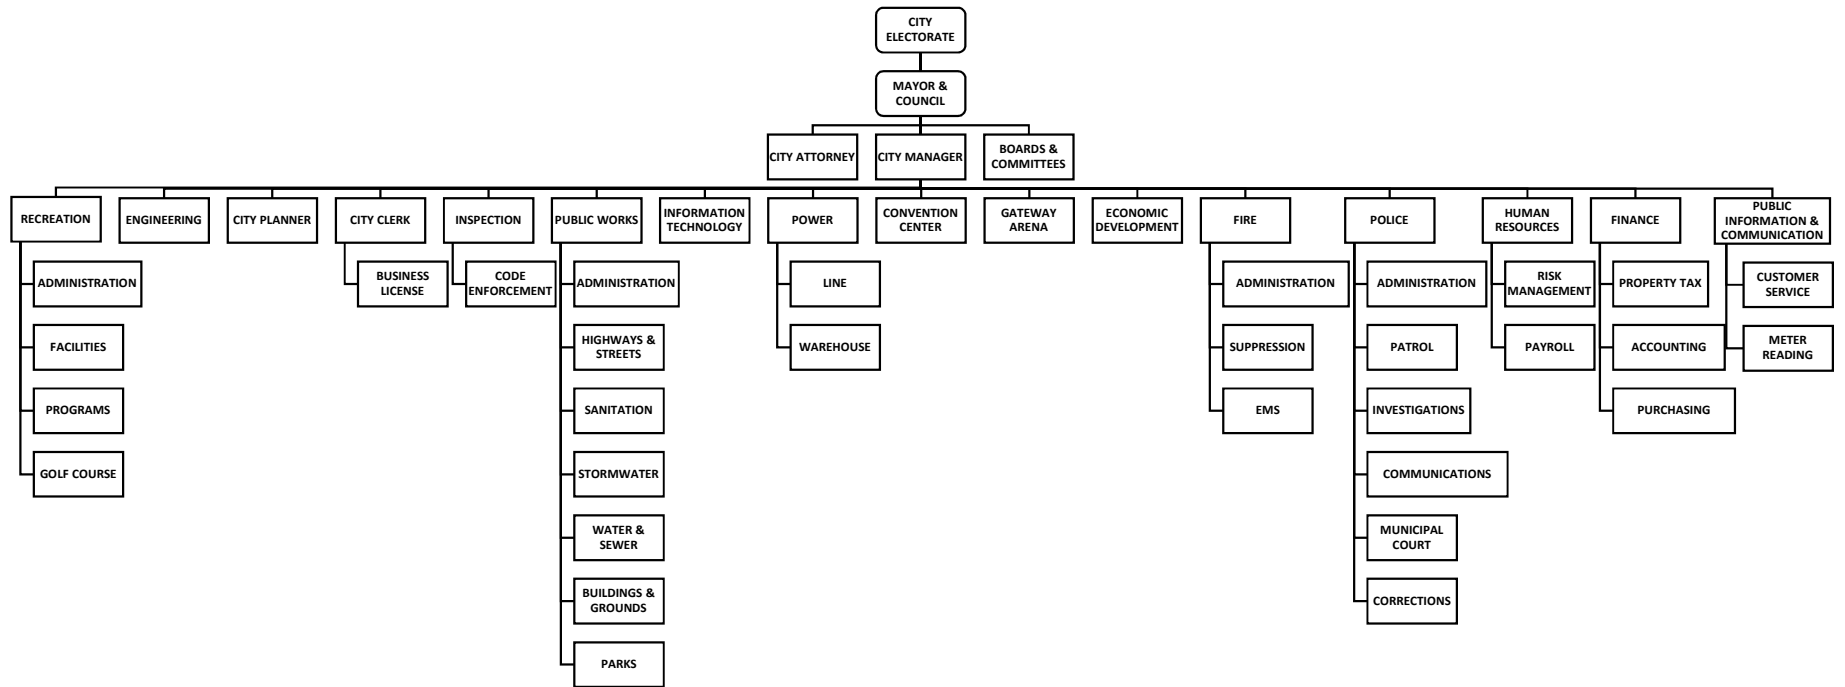 CITY
ELECTORATE
MAYOR &
COUNCIL
CITY ATTORNEY
CITY MANAGER
BOARDS &
COMMITTEES
RECREATION
ENGINEERING
CITY PLANNER
CITY CLERK
INSPECTION
PUBLIC WORKS
INFORMATION
TECHNOLOGY
POWER
CONVENTION
CENTER
GATEWAY
ARENA
ECONOMIC
DEVELOPMENT
FIRE
POLICE
HUMAN
RESOURCES
FINANCE
PUBLIC
INFORMATION &
COMMUNICATION
ADMINISTRATION
FACILITIES
PROGRAMS
GOLF COURSE
BUSINESS
LICENSE
CODE
ENFORCEMENT
ADMINISTRATION
HIGHWAYS &
STREETS
SANITATION
STORMWATER
WATER &
SEWER
BUILDINGS &
GROUNDS
PARKS
LINE
WAREHOUSE
ADMINISTRATION
SUPPRESSION
EMS
ADMINISTRATION
PATROL
INVESTIGATIONS
COMMUNICATIONS
MUNICIPAL
COURT
CORRECTIONS
RISK
MANAGEMENT
PAYROLL
PROPERTY TAX
ACCOUNTING
PURCHASING
CUSTOMER
SERVICE
METER
READING